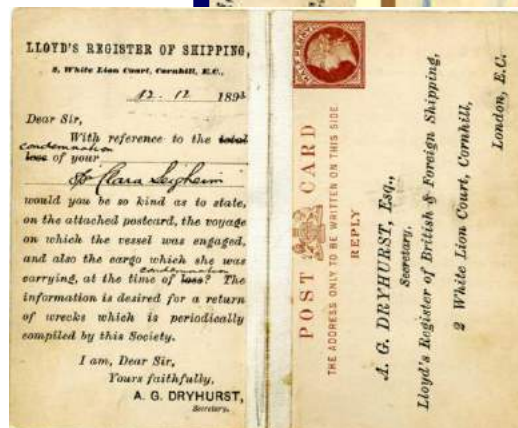 LLOYD'S REGISTER OF SHIPPING,
2, White Lion Court, Cornhill, E.C.,
12. 12 1893
Dear Sir,
With reference to the total
condemnation
loss of your
Clara Seigheim
would you be so kind as to state,
on the attached postcard, the voyage
on which the vessel was engaged,
and also the cargo which she was
condemnation
carrying, at the time of loss? The
information is desired for a return
of wrecks which is periodically
compiled by this Society.
I am, Dear Sir,
Yours faithfully,
A. G. DRYHURST,
Secretary.
HALFPENNY
POST CARD
THE ADDRESS ONLY TO BE WRITTEN ON THIS SIDE
REPLY
A. G. DRYHURST, Esq.,
Secretary,
Lloyd's Register of British & Foreign Shipping,
2 White Lion Court, Cornhill,
London, E.C.